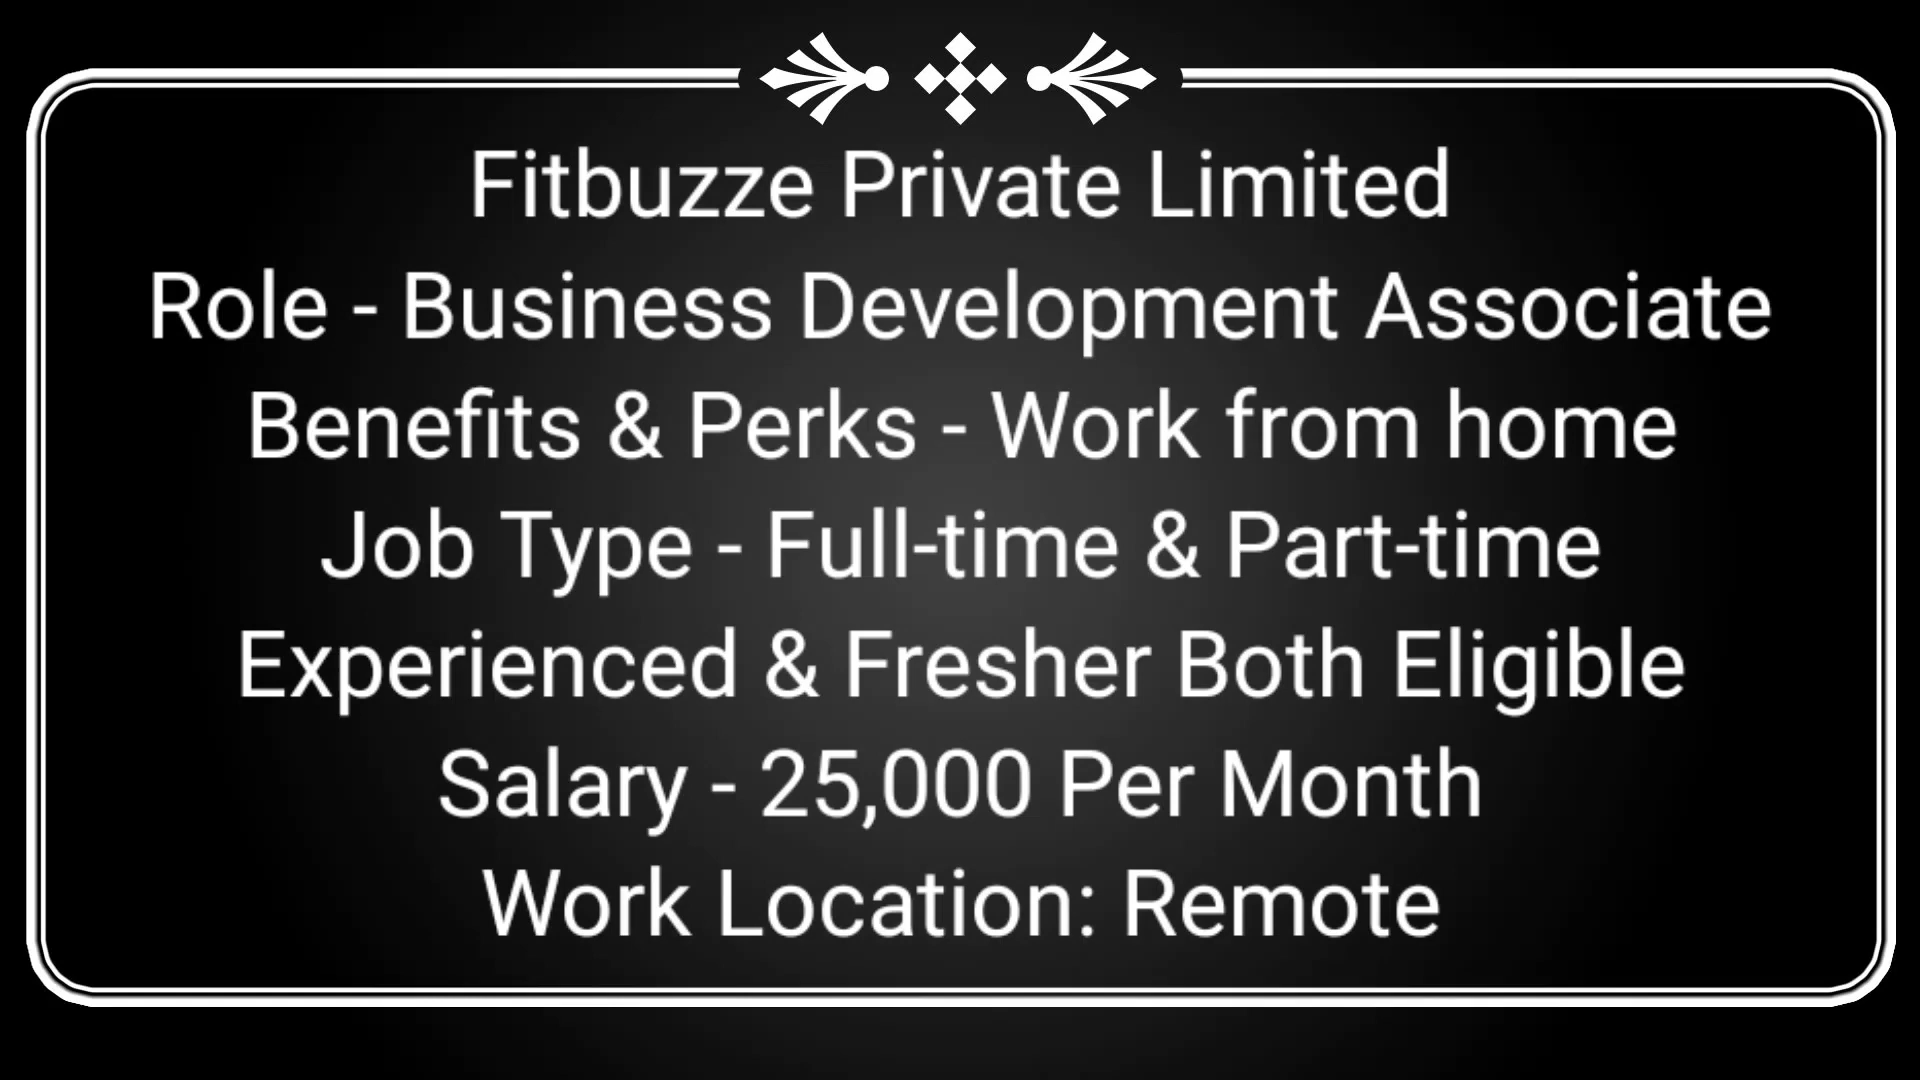 Fitbuzze Private Limited
Role - Business Development Associate
Benefits & Perks - Work from home
Job Type - Full-time & Part-time
Experienced & Fresher Both Eligible
Salary - 25,000 Per Month
Work Location: Remote